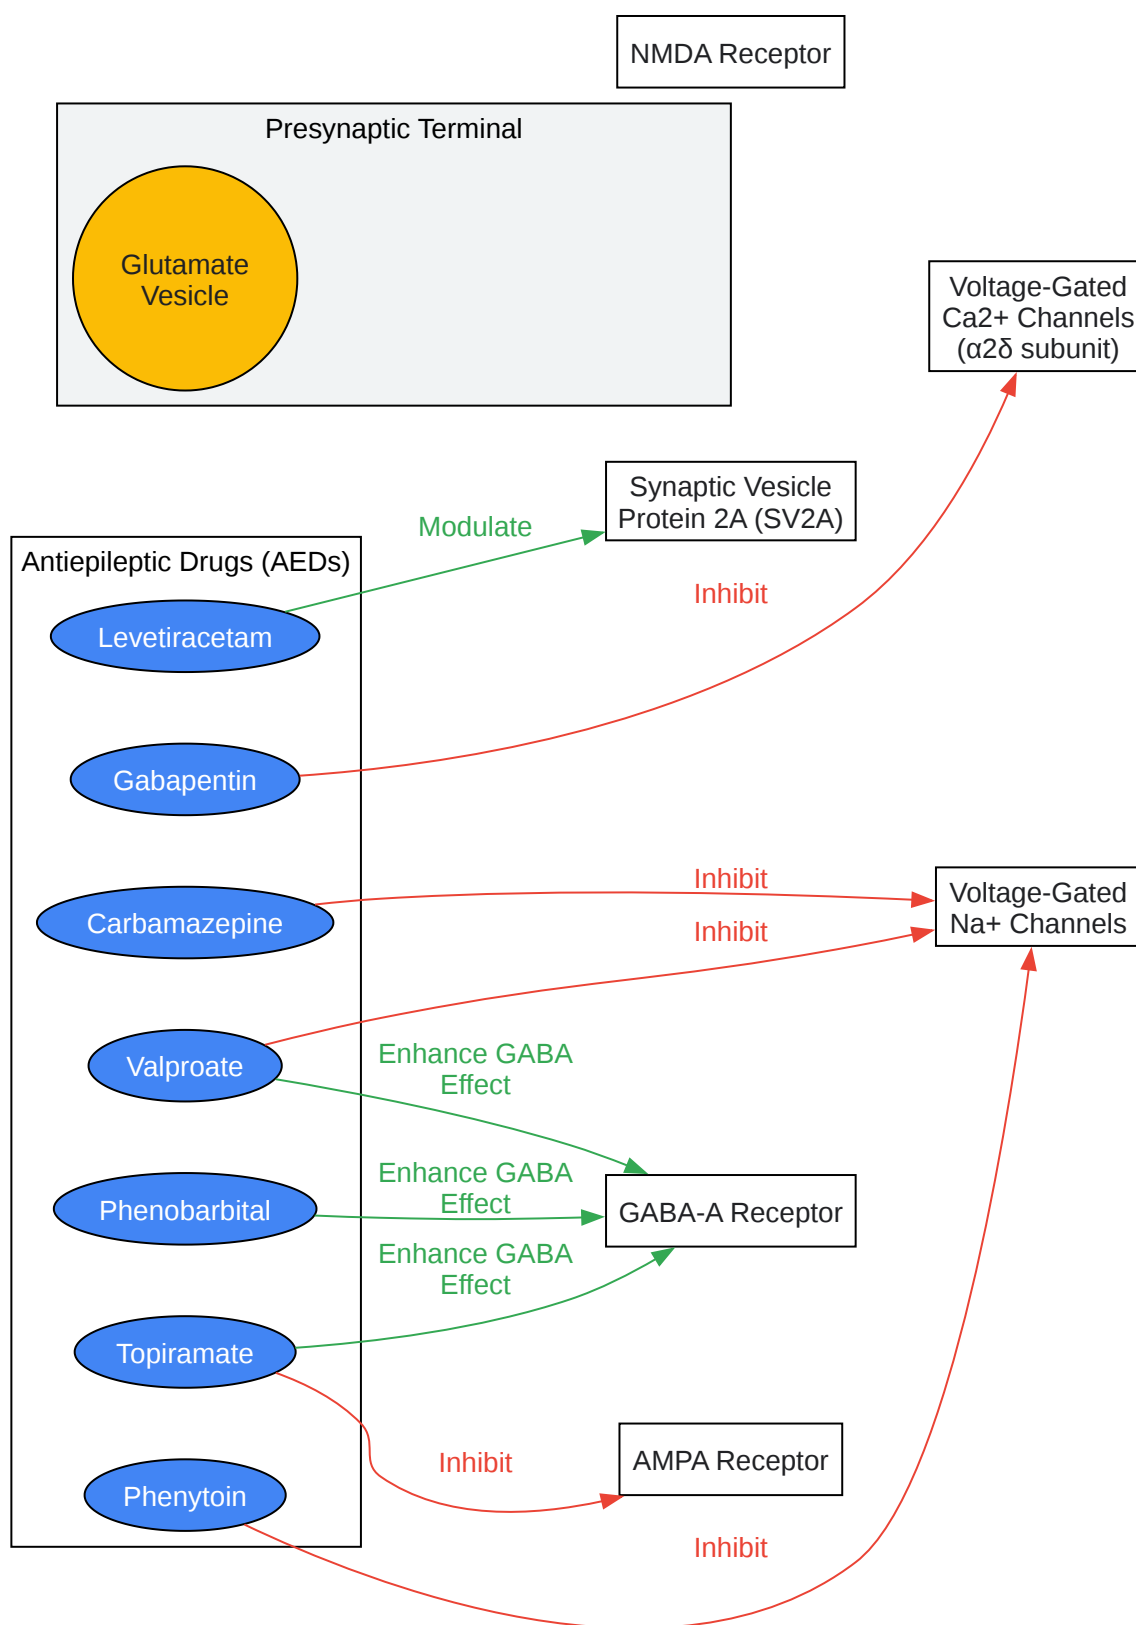 NMDA Receptor
Presynaptic Terminal
Glutamate
Vesicle
Voltage-Gated
Ca2+ Channels
(α2δ subunit)
Synaptic Vesicle
Protein 2A (SV2A)
Modulate
Antiepileptic Drugs (AEDs)
Inhibit
Levetiracetam
Gabapentin
Inhibit
Carbamazepine
Voltage-Gated
Na+ Channels
Inhibit
Valproate
Enhance GABA
Effect
Enhance GABA
Effect
Phenobarbital
GABA-A Receptor
Enhance GABA
Effect
Topiramate
Inhibit
AMPA Receptor
Phenytoin
Inhibit